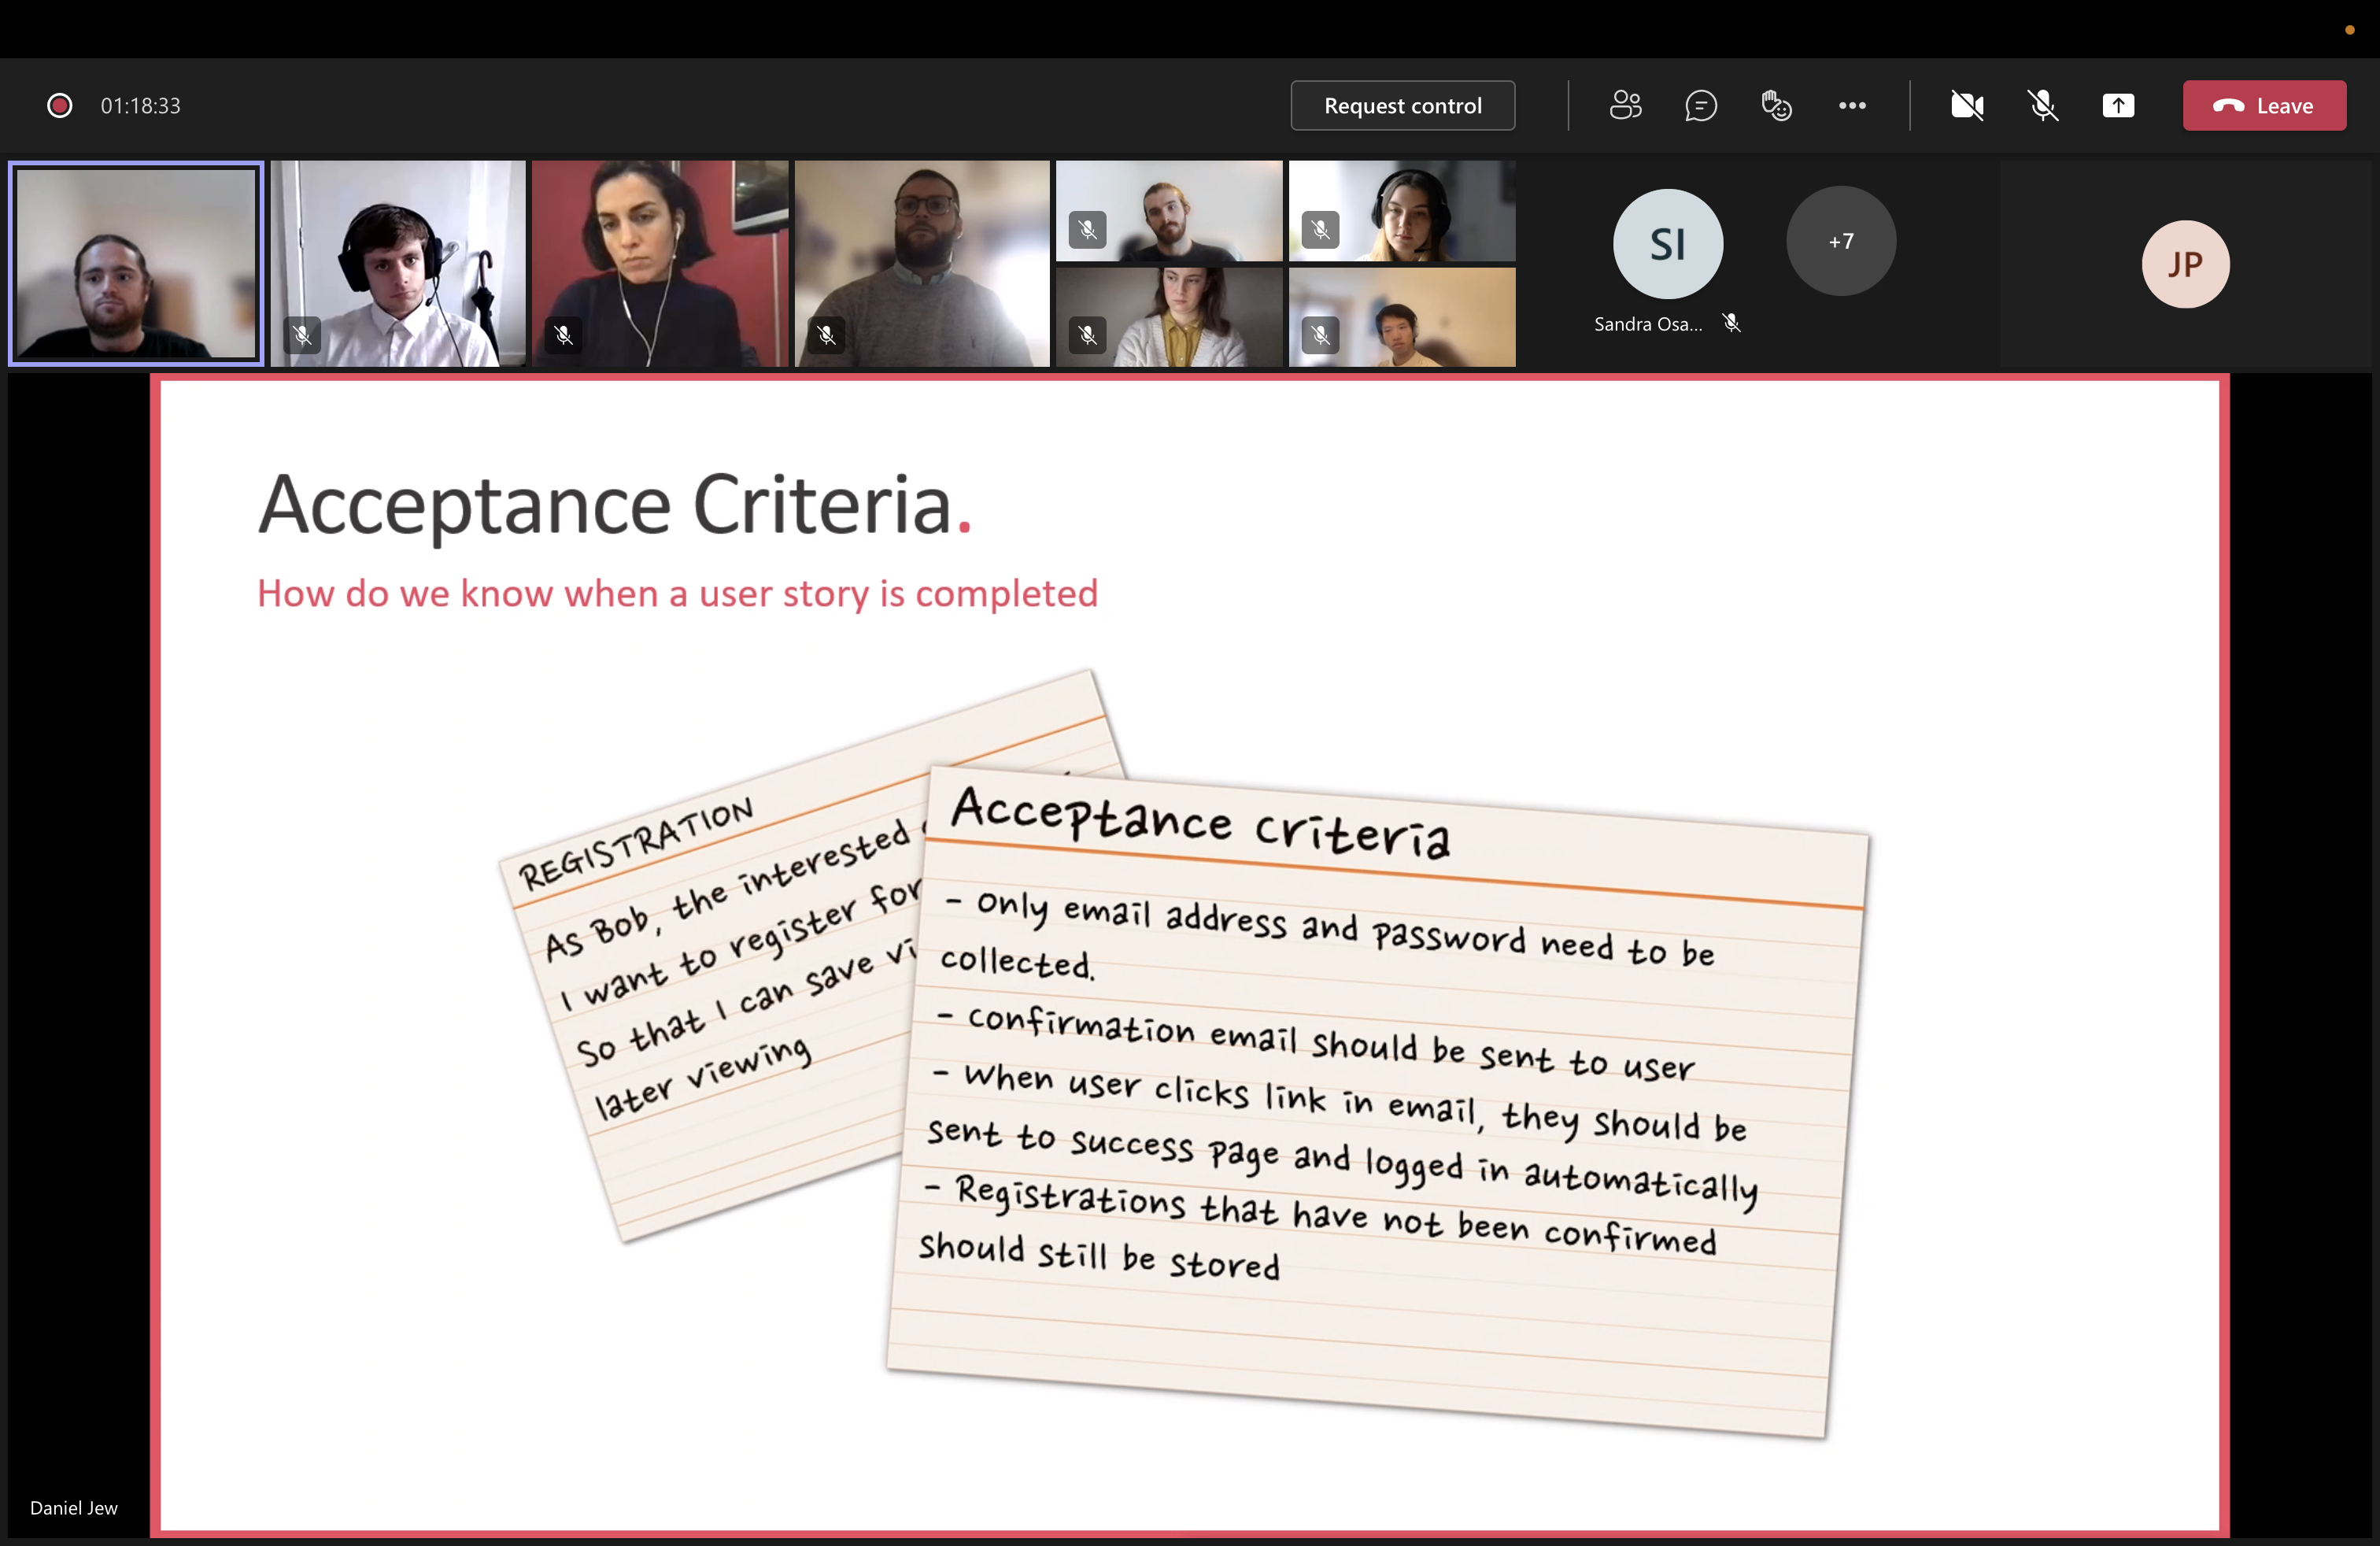 01:18:33
Request control
Leave
SI
+7
JP
Sandra Osa...
Acceptance Criteria.
How do we know when a user story is completed
REGISTRATION
As Bob, the interested
I want to register for
So that I can save vi
later viewing
Acceptance criteria
- Only email address and password need to be
collected.
- confirmation email should be sent to user
- When user clicks link in email, they should be
sent to success page and logged in automatically
- Registrations that have not been confirmed
should still be stored
Daniel Jew